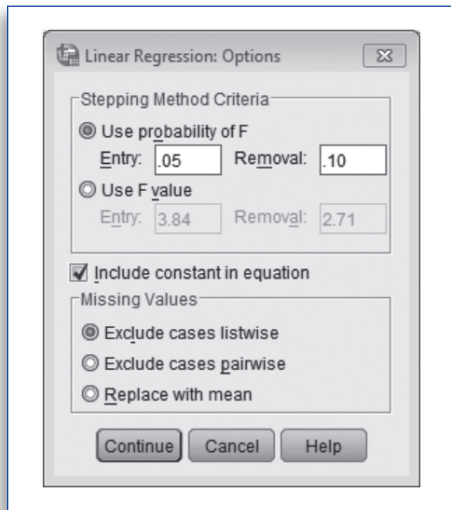 Linear Regression: Options
Stepping Method Criteria
Use probability of F
Entry: .05 Removal: .10
Use F value
Entry: 3.84 Removal: 2.71
Include constant in equation
Missing Values
Exclude cases listwise
Exclude cases pairwise
Replace with mean
Continue Cancel Help